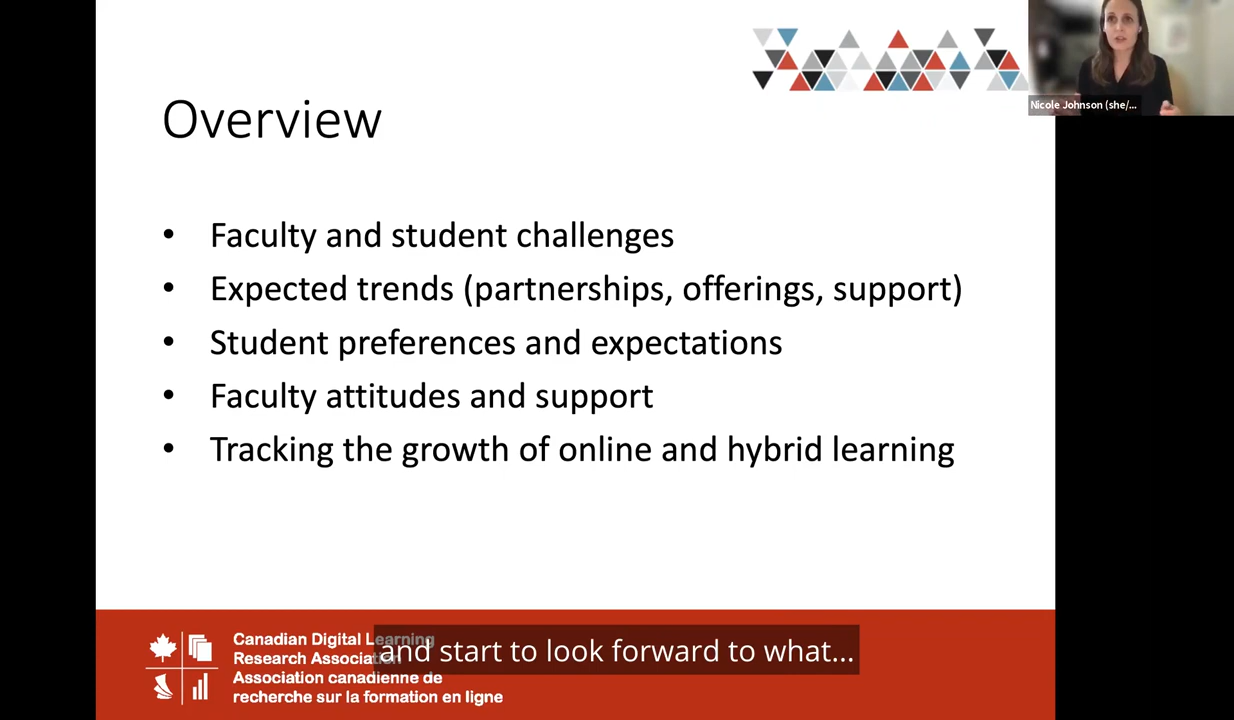 Nicole Johnson (she/...
Overview
• Faculty and student challenges
• Expected trends (partnerships, offerings, support)
• Student preferences and expectations
• Faculty attitudes and support
• Tracking the growth of online and hybrid learning
Canadian Digital Learning
Research Association
Association canadienne de
recherche sur la formation en ligne
and start to look forward to what...